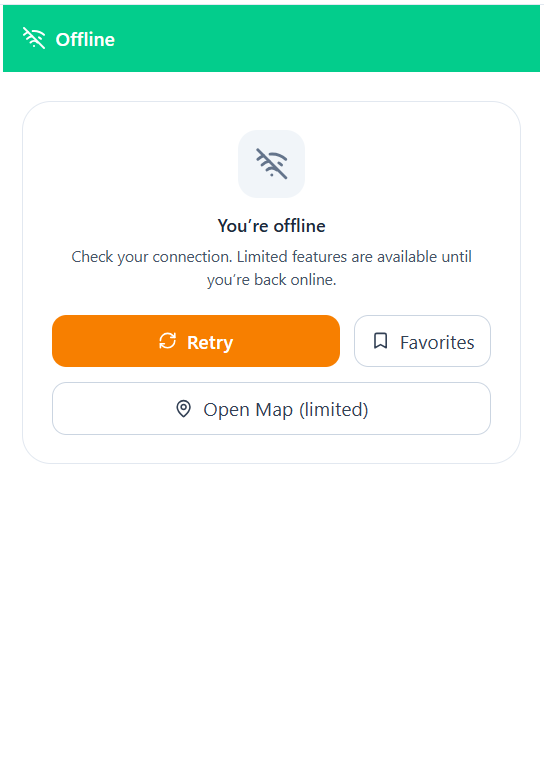 Offline
You’re offline
Check your connection. Limited features are available until
you’re back online.
Retry
Favorites
Open Map (limited)